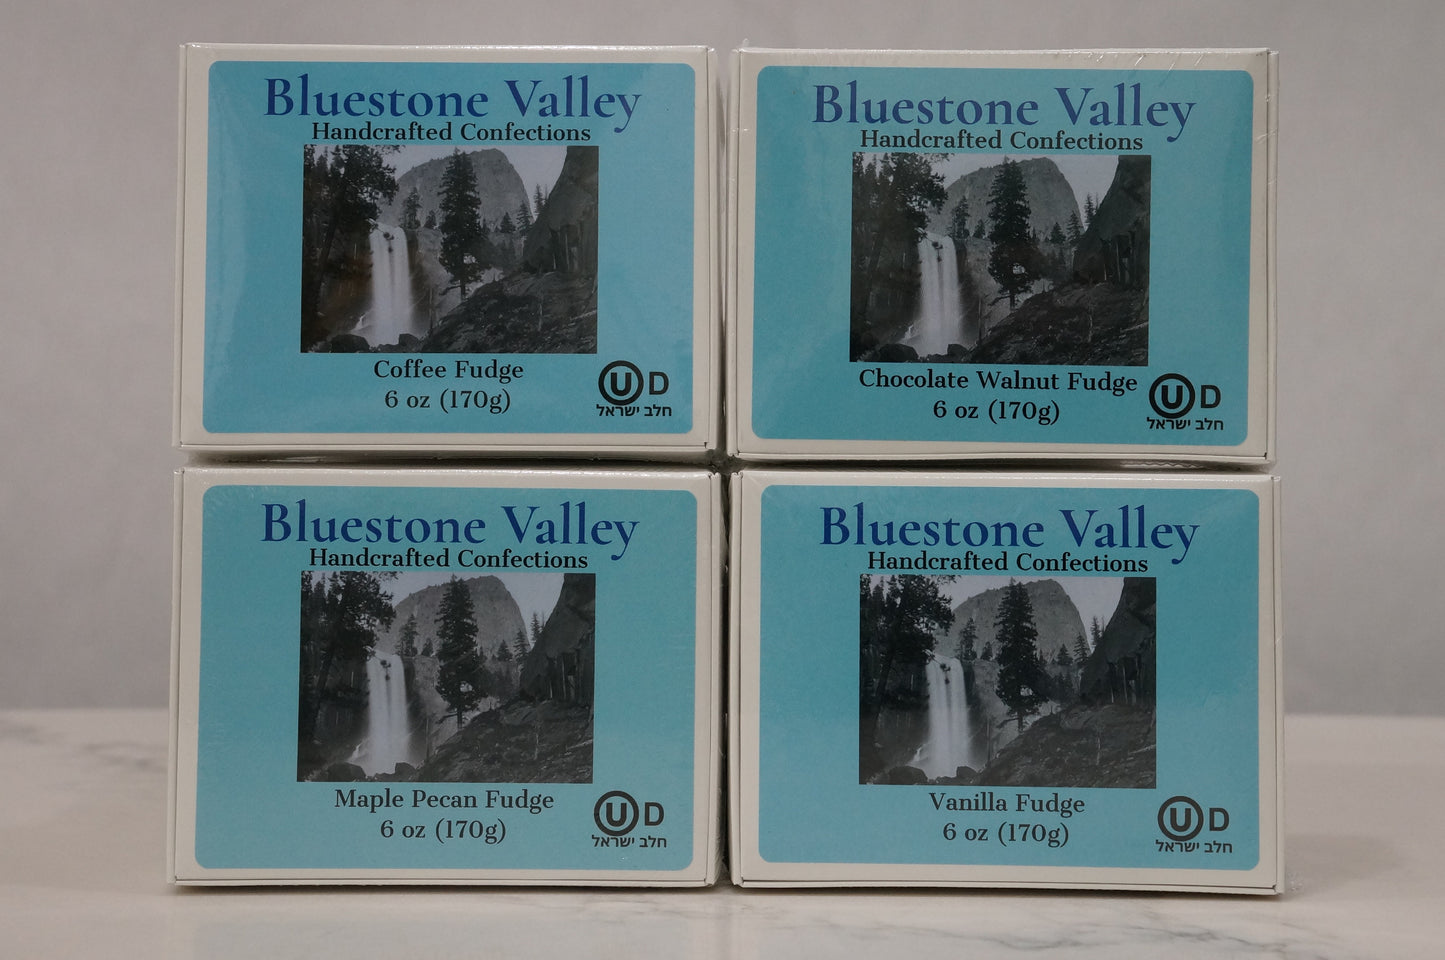 Bluestone Valley
Handcrafted Confections
Coffee Fudge
6 oz (170g)
U D
חלב ישראל
Bluestone Valley
Handcrafted Confections
Chocolate Walnut Fudge
6 oz (170g)
U D
חלב ישראל
Bluestone Valley
Handcrafted Confections
Maple Pecan Fudge
6 oz (170g)
U D
חלב ישראל
Bluestone Valley
Handcrafted Confections
Vanilla Fudge
6 oz (170g)
U D
חלב ישראל